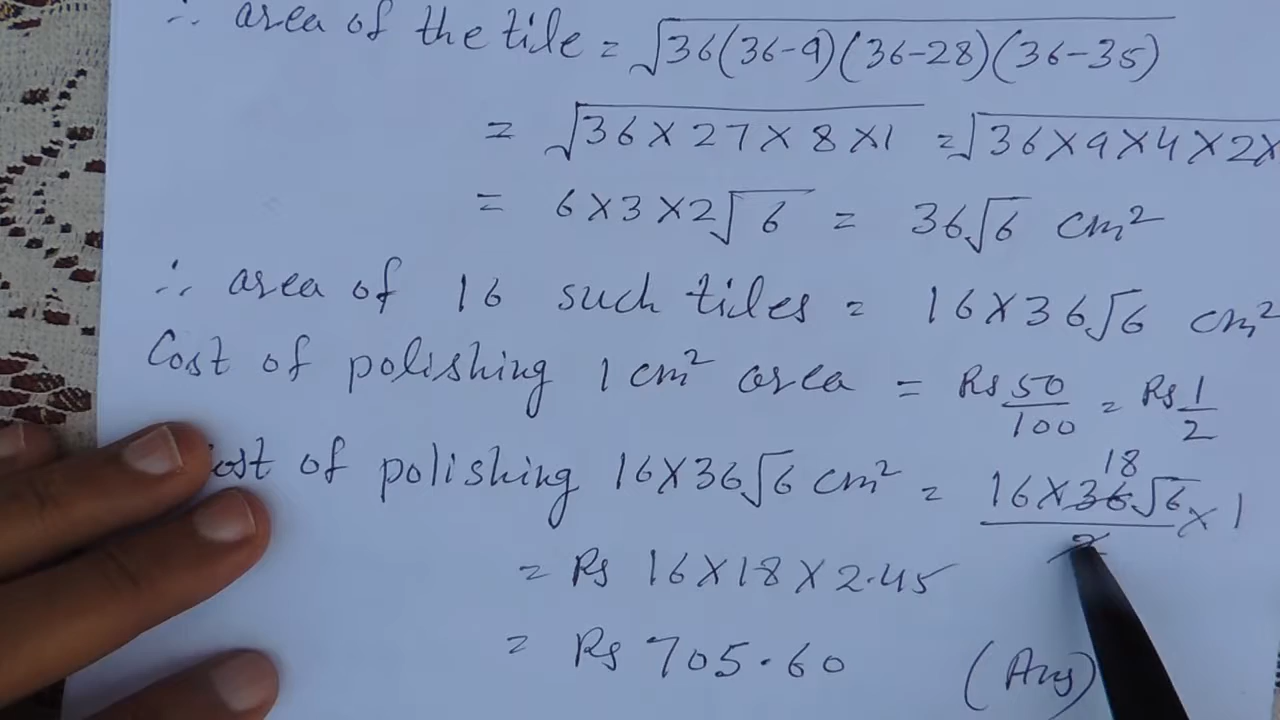 ∴ area of the tile = √36(36-9)(36-28)(36-35)
= √36×27×8×1 = √36×9×4×2×
= 6×3×2√6 = 36√6 cm²
∴ area of 16 such tiles = 16×36√6 cm²
Cost of polishing 1 cm² area = Rs 50/100 = Rs 1/2
ost of polishing 16×36√6 cm² = 16×36√6/2 × 1
18
= Rs 16×18×2.45
= Rs 705.60 (Ans)